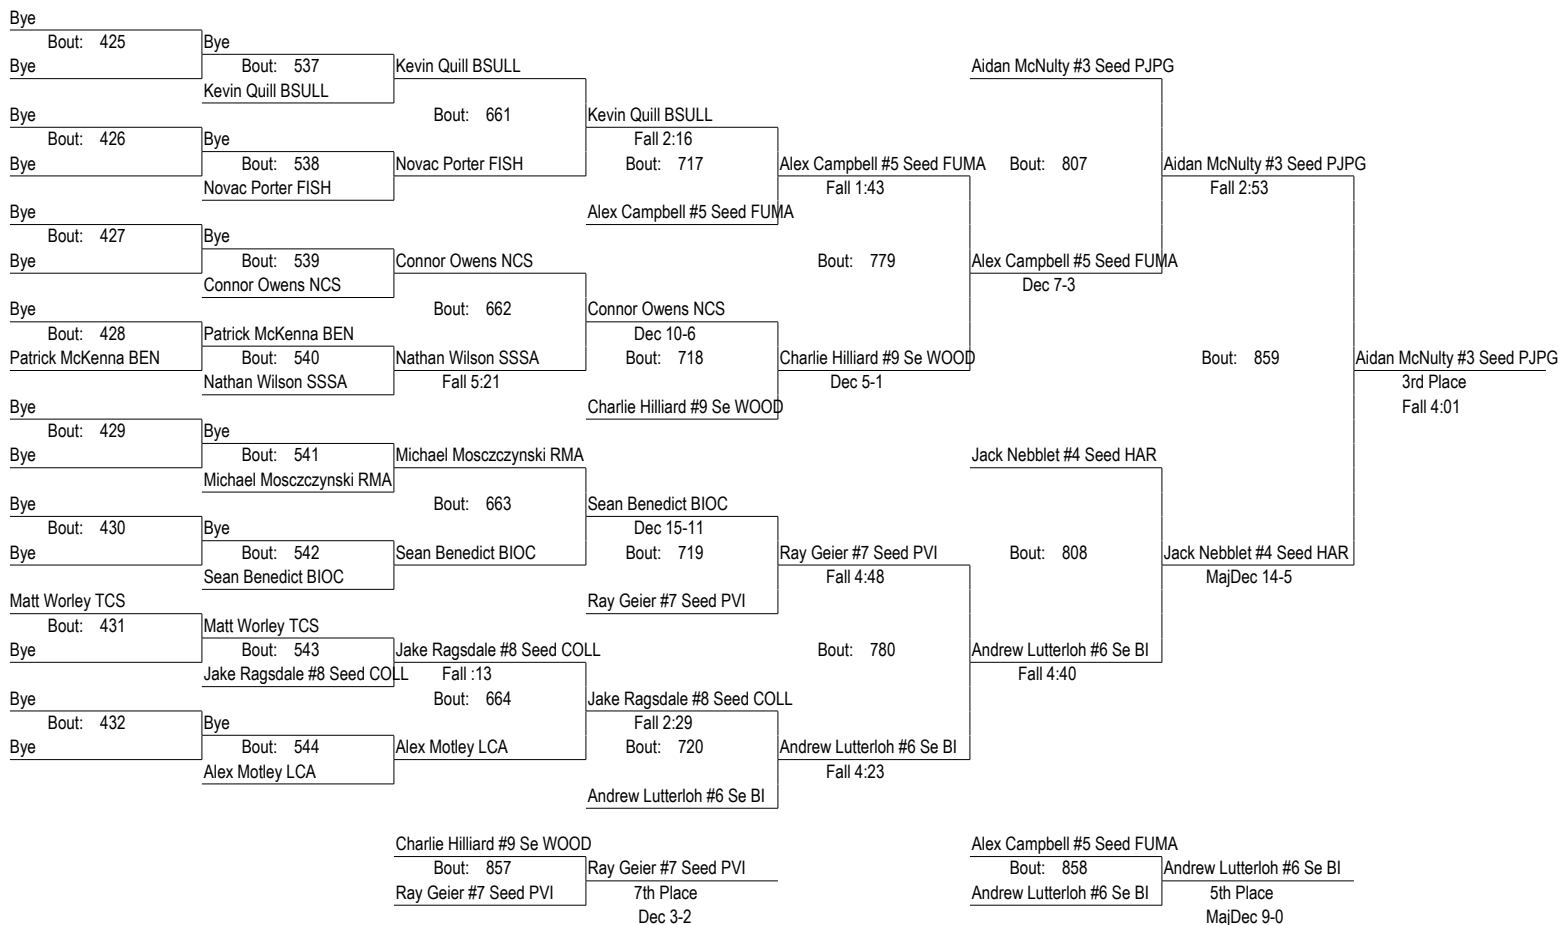 Bye
Bout: 425 Bye
Bye Bout: 537 Kevin Quill BSULL Aidan McNulty #3 Seed PJPG
Kevin Quill BSULL
Bye Bout: 661 Kevin Quill BSULL
Bout: 426 Bye Fall 2:16
Bye Bout: 538 Novac Porter FISH Bout: 717 Alex Campbell #5 Seed FUMA Bout: 807 Aidan McNulty #3 Seed PJPG
Novac Porter FISH Fall 1:43 Fall 2:53
Bye Alex Campbell #5 Seed FUMA
Bout: 427 Bye
Bye Bout: 539 Connor Owens NCS Bout: 779 Alex Campbell #5 Seed FUMA
Connor Owens NCS Dec 7-3
Bye Bout: 662 Connor Owens NCS
Bout: 428 Patrick McKenna BEN Dec 10-6
Patrick McKenna BEN Bout: 540 Nathan Wilson SSSA Bout: 718 Charlie Hilliard #9 Se WOOD Bout: 859 Aidan McNulty #3 Seed PJPG
Nathan Wilson SSSA Fall 5:21 Dec 5-1 3rd Place
Bye Charlie Hilliard #9 Se WOOD Fall 4:01
Bout: 429 Bye
Bye Bout: 541 Michael Mosczczynski RMA Jack Nebblet #4 Seed HAR
Michael Mosczczynski RMA
Bye Bout: 663 Sean Benedict BIOC
Bout: 430 Bye Dec 15-11
Bye Bout: 542 Sean Benedict BIOC Bout: 719 Ray Geier #7 Seed PVI Bout: 808 Jack Nebblet #4 Seed HAR
Sean Benedict BIOC Fall 4:48 MajDec 14-5
Matt Worley TCS Ray Geier #7 Seed PVI
Bout: 431 Matt Worley TCS
Bye Bout: 543 Jake Ragsdale #8 Seed COLL Bout: 780 Andrew Lutterloh #6 Se BI
Jake Ragsdale #8 Seed COLL Fall :13 Fall 4:40
Bye Bout: 664 Jake Ragsdale #8 Seed COLL
Bout: 432 Bye Fall 2:29
Bye Bout: 544 Alex Motley LCA Bout: 720 Andrew Lutterloh #6 Se BI
Alex Motley LCA Fall 4:23
Andrew Lutterloh #6 Se BI
Charlie Hilliard #9 Se WOOD Alex Campbell #5 Seed FUMA
Bout: 857 Ray Geier #7 Seed PVI Bout: 858 Andrew Lutterloh #6 Se BI
Ray Geier #7 Seed PVI 7th Place Andrew Lutterloh #6 Se BI 5th Place
Dec 3-2 MajDec 9-0